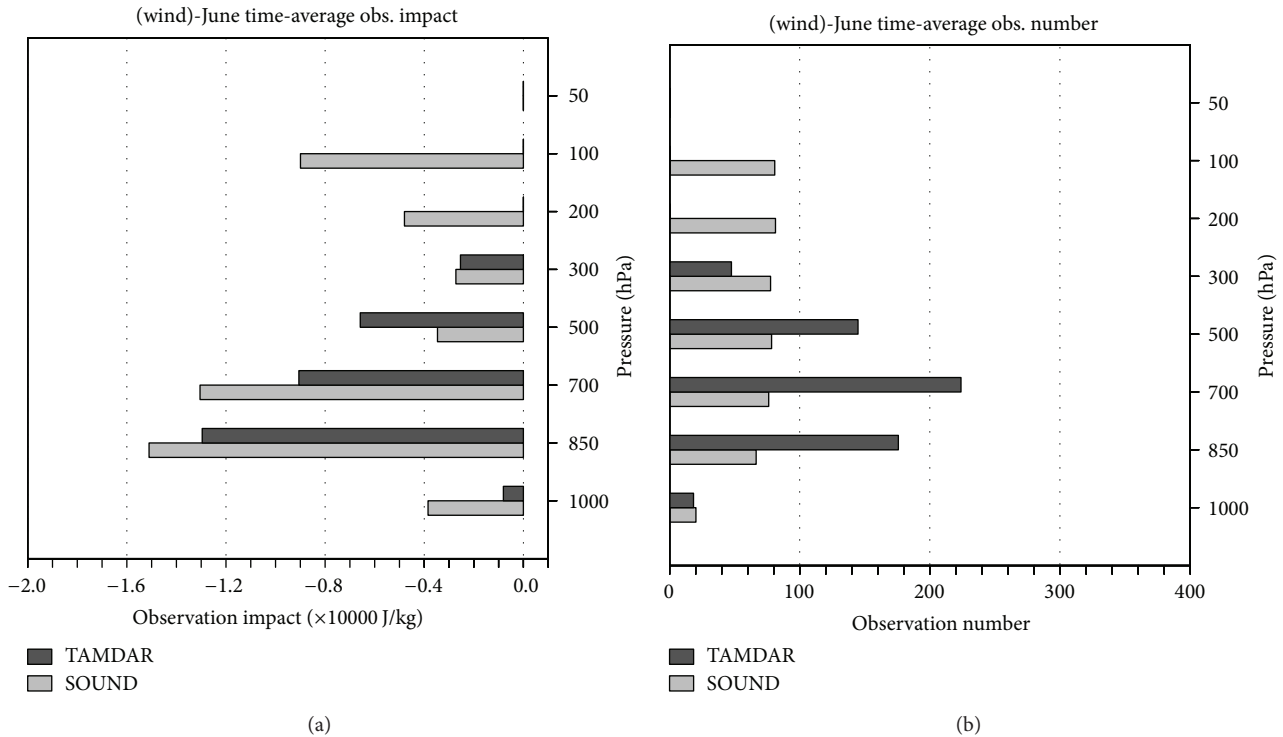 (wind)-June time-average obs. impact
50
100
200
300
500
700
850
1000
Pressure (hPa)
−2.0 −1.6 −1.2 −0.8 −0.4 0.0
Observation impact (×10000 J/kg)
TAMDAR
SOUND
(a)
(wind)-June time-average obs. number
50
100
200
300
500
700
850
1000
Pressure (hPa)
0 100 200 300 400
Observation number
TAMDAR
SOUND
(b)